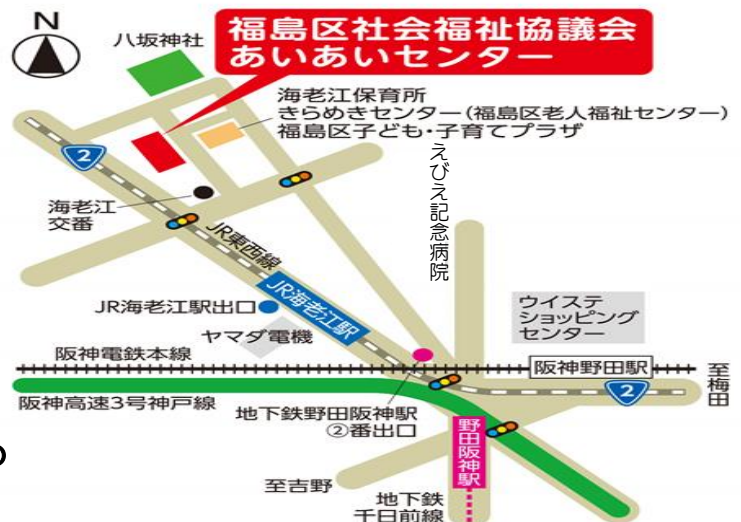 N
八坂神社
福島区社会福祉協議会
あいあいセンター
海老江保育所
きらめきセンター(福島区老人福祉センター)
福島区子ども・子育てプラザ
2
海老江
交番
えびえ記念病院
JR東西線
JR海老江駅
JR海老江駅出口
ヤマダ電機
ウイステ
ショッピング
センター
阪神電鉄本線
阪神野田駅
至梅田
2
阪神高速3号神戸線
地下鉄野田阪神駅
②番出口
野田阪神駅
至吉野
地下鉄
千日前線